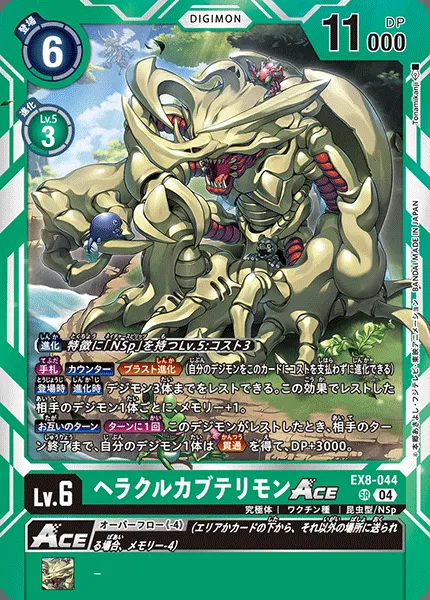 DIGIMON
登場
6
DP
11000
進化
Lv.5
3
Tonamikanji
©本郷あきよし・フジテレビ・東映アニメーション BANDAI MADE IN JAPAN
進化 特徴に「NSp」を持つLv.5:コスト3
手札 カウンター ブラスト進化 (自分のデジモンをこのカードにコストを支払わずに進化できる)
登場時 進化時 デジモン3体までをレストできる。この効果でレストした
相手のデジモン1体ごとに、メモリー+1。
お互いのターン ターンに1回 このデジモンがレストしたとき、相手のター
ン終了まで、自分のデジモン1体は 貫通 を得て、DP+3000。
Lv.6
ヘラクルカブテリモンACE
EX8-044
SR 04
究極体 | ワクチン種 | 昆虫型/NSp
ACE オーバーフロー《-4》 (エリアかカードの下から、それ以外の場所に送られ
る場合、メモリー-4)
–